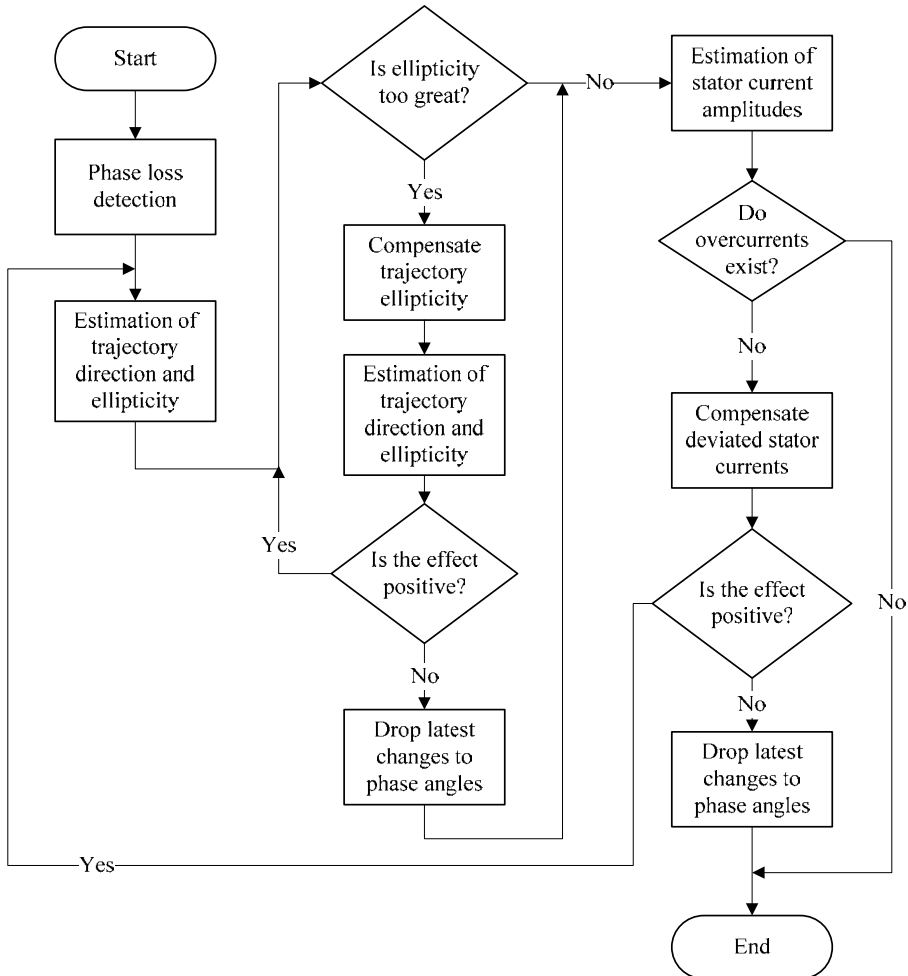 Start
Phase loss
detection
Estimation of
trajectory
direction and
ellipticity
Is ellipticity
too great?
Yes
Compensate
trajectory
ellipticity
Estimation of
trajectory
direction and
ellipticity
Is the effect
positive?
Yes
No
Drop latest
changes to
phase angles
No
Estimation of
stator current
amplitudes
Do
overcurrents
exist?
No
Compensate
deviated stator
currents
Is the effect
positive?
No
No
Drop latest
changes to
phase angles
Yes
End